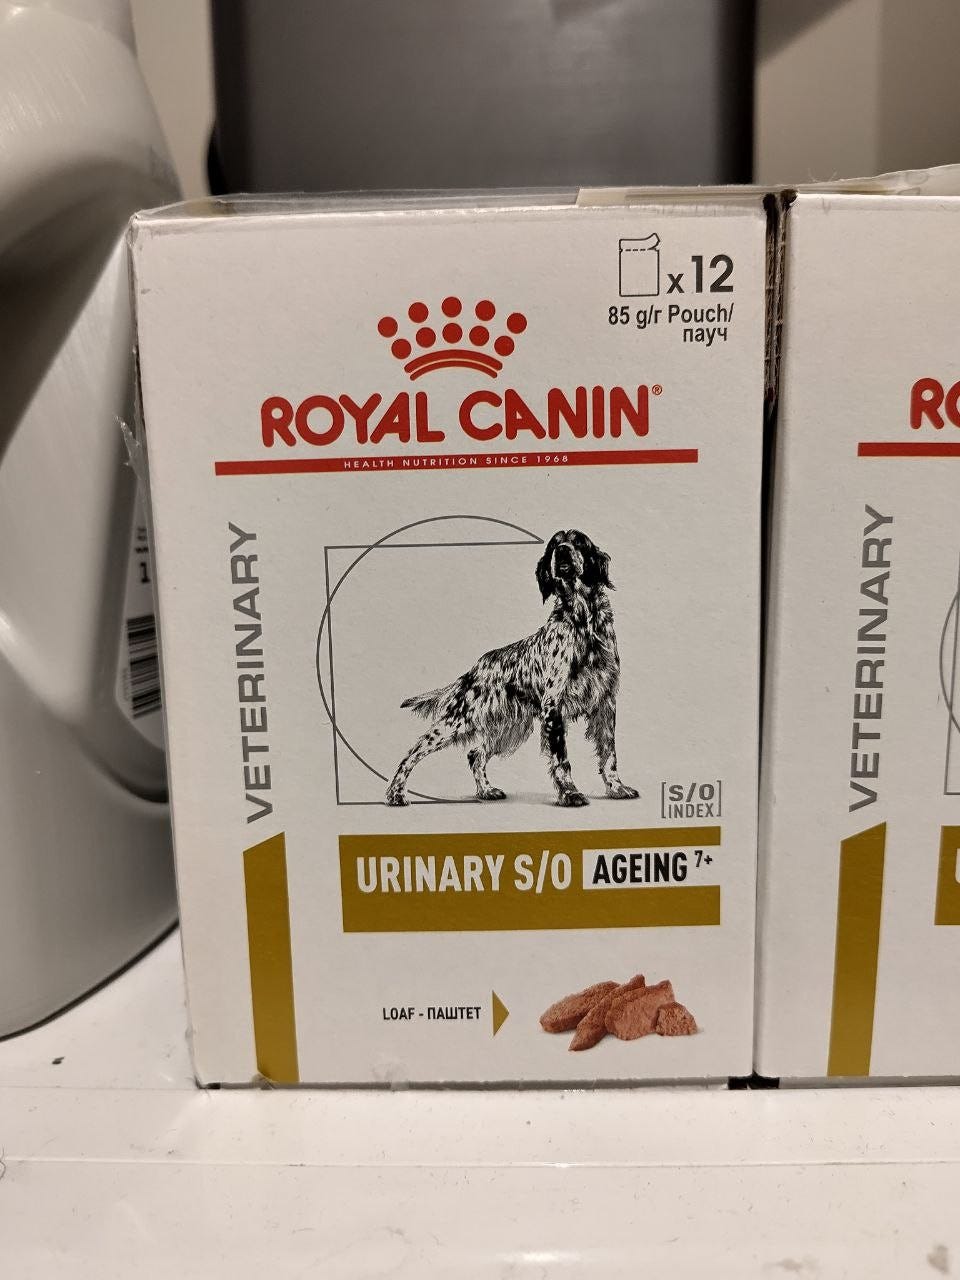 x12
85 g/г Pouch/
пауч
ROYAL CANIN®
HEALTH NUTRITION SINCE 1968
VETERINARY
S/O
INDEX
URINARY S/O AGEING 7+
LOAF - ПАШТЕТ
RO
VETERINARY
1